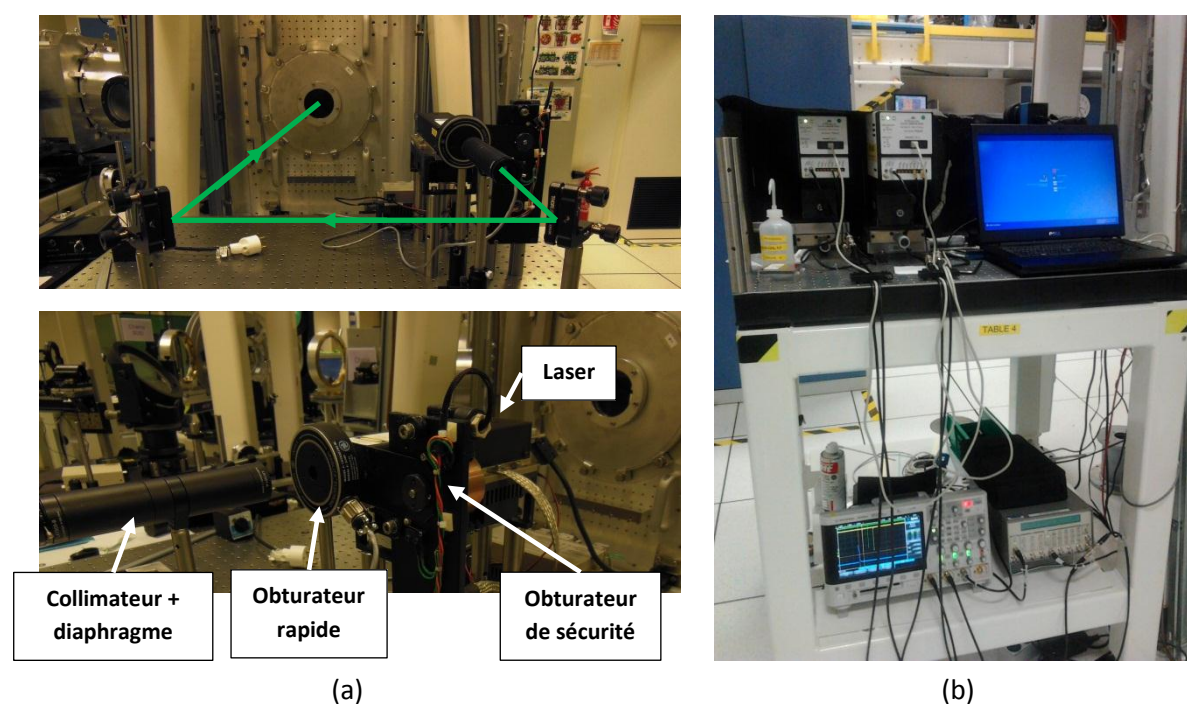 Laser
Collimateur +
diaphragme
Obturateur
rapide
Obturateur
de sécurité
TABLE 4
(a)
(b)